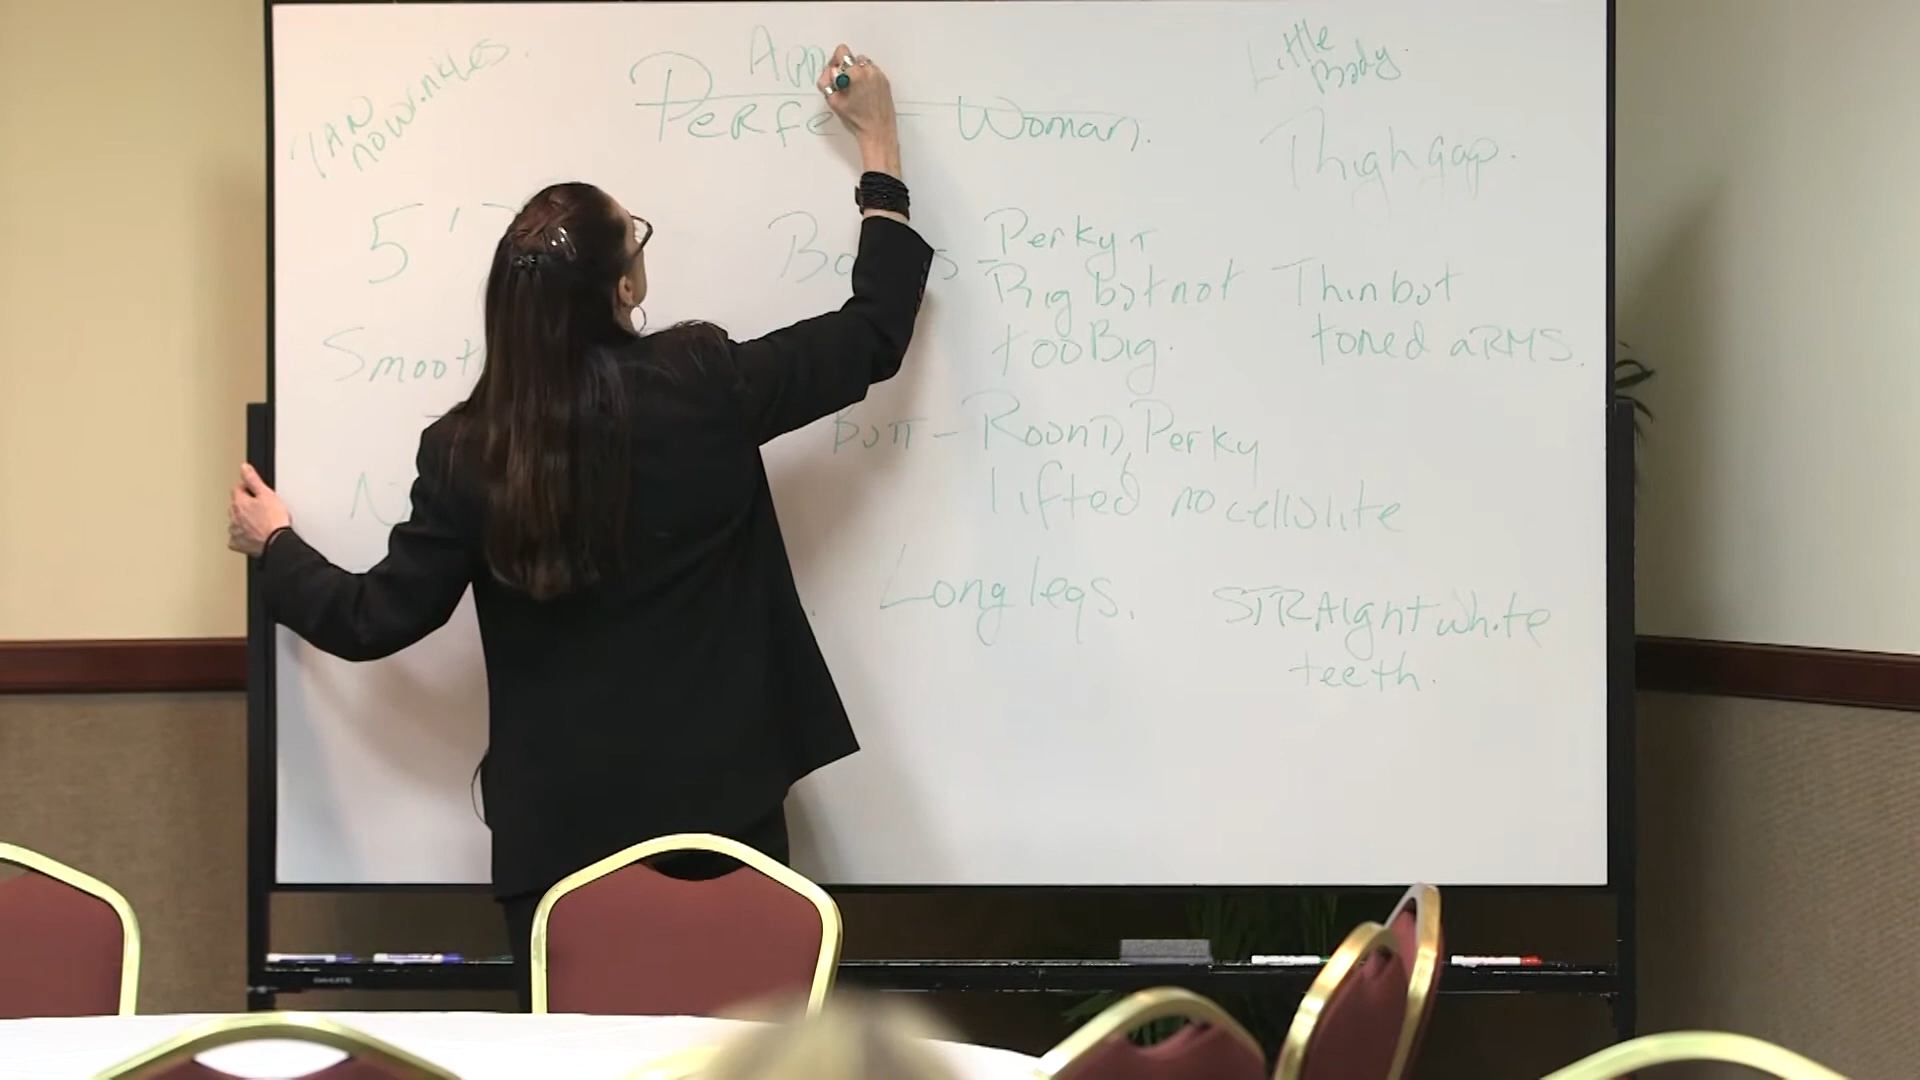 TAN
no wrinkles.
Perfe Woman.
Little
Body.
Thigh gap.
5'
Perky +
Big but not
too Big.
Thin but
toned aRMS.
Smoot
Butt - Round, Perky
lifted no cellulite
Long legs.
STRAIght white
teeth.